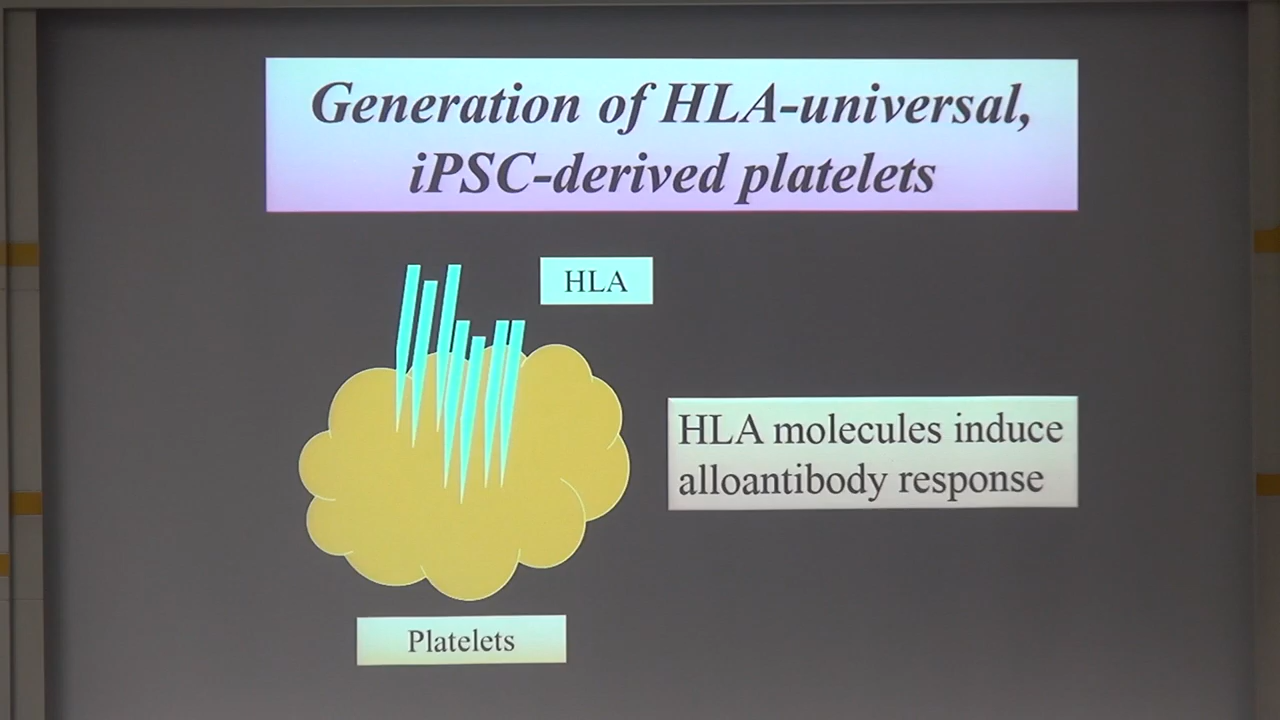 Generation of HLA-universal,
iPSC-derived platelets
HLA
HLA molecules induce
alloantibody response
Platelets